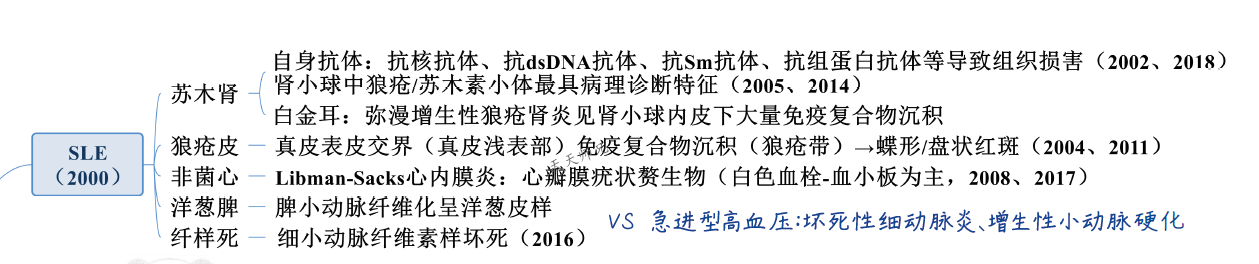 自身抗体：抗核抗体、抗dsDNA抗体、抗Sm抗体、抗组蛋白抗体等导致组织损害（2002、2018）
苏木肾
肾小球中狼疮/苏木素小体最具病理诊断特征（2005、2014）
白金耳：弥漫增生性狼疮肾炎见肾小球内皮下大量免疫复合物沉积
SLE
（2000）
狼疮皮 真皮表皮交界（真皮浅表部）免疫复合物沉积（狼疮带）→蝶形/盘状红斑（2004、2011）
非菌心 Libman-Sacks心内膜炎：心瓣膜疣状赘生物（白色血栓-血小板为主，2008、2017）
洋葱脾 脾小动脉纤维化呈洋葱皮样
VS 急进型高血压:坏死性细动脉炎、增生性小动脉硬化
纤样死 细小动脉纤维素样坏死（2016）